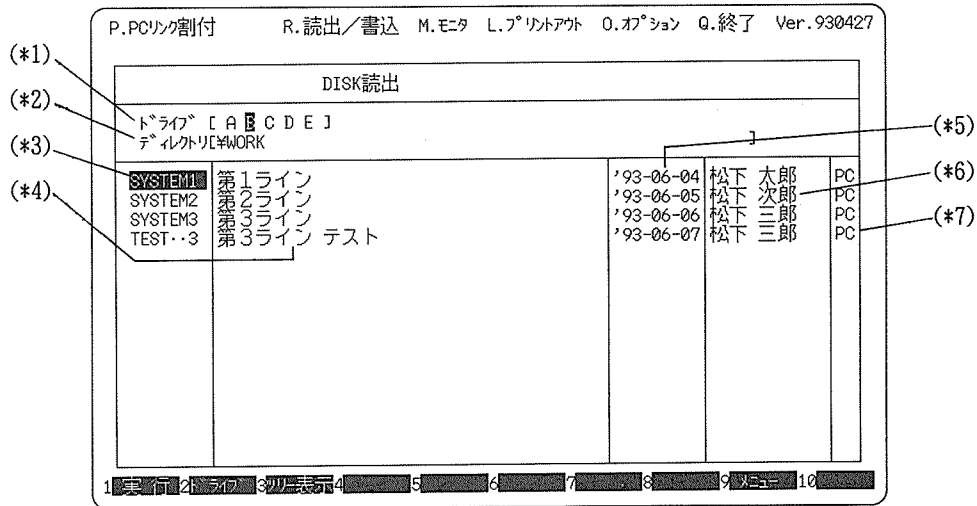 P.PCリンク割付 R.読出/書込 M.モニタ L.プリントアウト O.オプション Q.終了 Ver.930427
DISK読出
(*1)
(*2)
(*3)
(*4)
ドライブ [ A B C D E ]
ディレクトリ[¥WORK ]
SYSTEM1 第1ライン '93-06-04 松下 太郎 PC
SYSTEM2 第2ライン '93-06-05 松下 次郎 PC
SYSTEM3 第3ライン '93-06-06 松下 三郎 PC
TEST··3 第3ライン テスト '93-06-07 松下 三郎 PC
(*5)
(*6)
(*7)
1 実 行 2 ドライブ 3 ツリー表示 4 5 6 7 8 9 メニュー 10